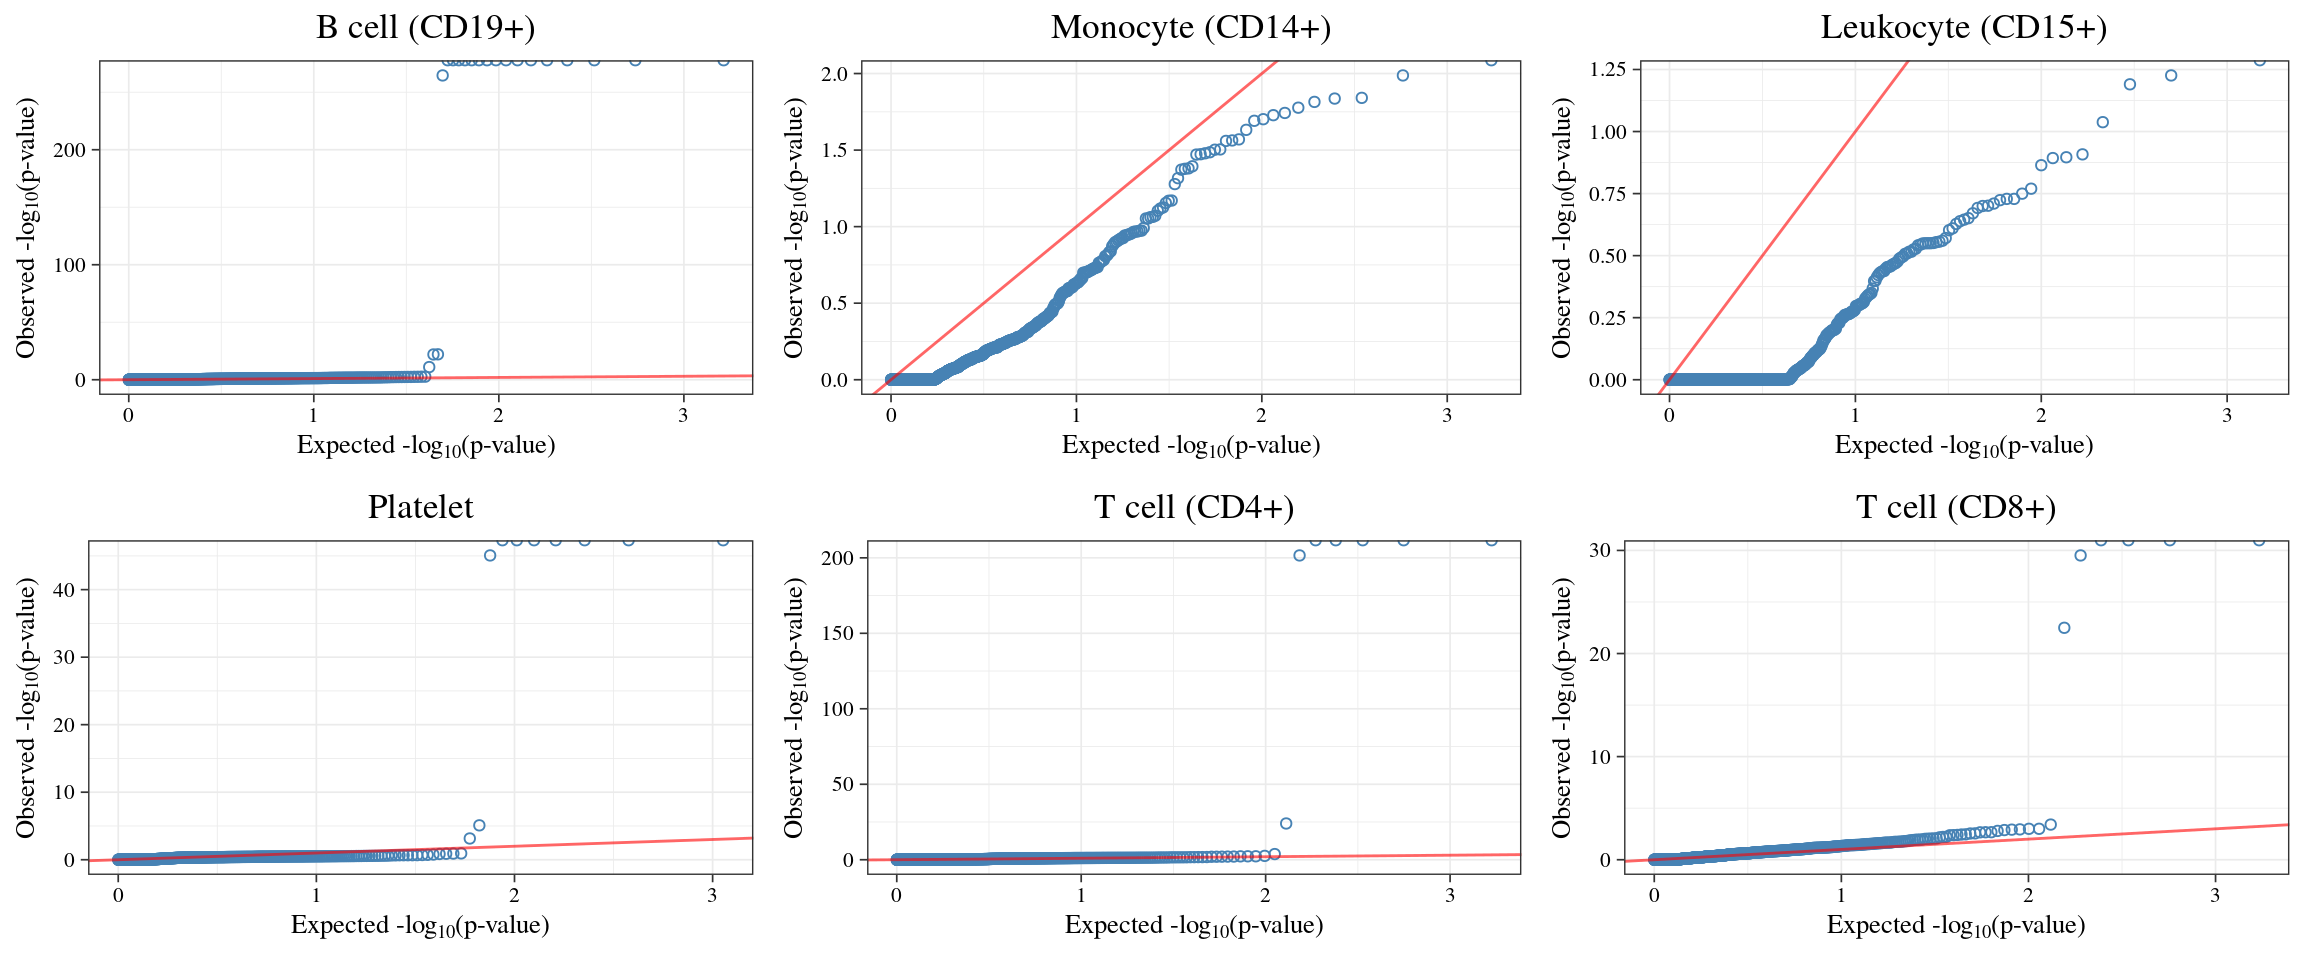 B cell (CD19+)
Observed -log10(p-value)
200
100
0
0 1 2 3
Expected -log10(p-value)
Monocyte (CD14+)
Observed -log10(p-value)
2.0
1.5
1.0
0.5
0.0
0 1 2 3
Expected -log10(p-value)
Leukocyte (CD15+)
Observed -log10(p-value)
1.25
1.00
0.75
0.50
0.25
0.00
0 1 2 3
Expected -log10(p-value)
Platelet
Observed -log10(p-value)
40
30
20
10
0
0 1 2 3
Expected -log10(p-value)
T cell (CD4+)
Observed -log10(p-value)
200
150
100
50
0
0 1 2 3
Expected -log10(p-value)
T cell (CD8+)
Observed -log10(p-value)
30
20
10
0
0 1 2 3
Expected -log10(p-value)